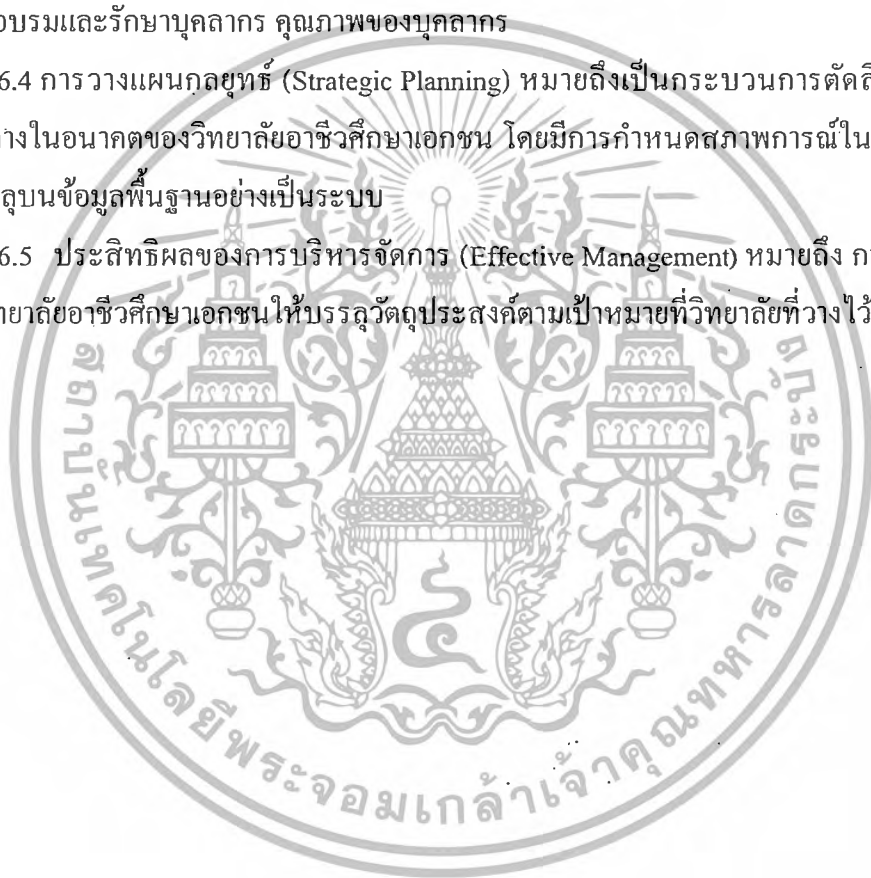 อบรมและรักษาบุคลากร คุณภาพของบุคลากร
6.4 การวางแผนกลยุทธ์ (Strategic Planning) หมายถึงเป็นกระบวนการตัดสิ
างในอนาคตของวิทยาลัยอาชีวศึกษาเอกชน โดยมีการกำหนดสภาพการณ์ใน
ลุบนข้อมูลพื้นฐานอย่างเป็นระบบ
6.5 ประสิทธิผลของการบริหารจัดการ (Effective Management) หมายถึง กา
ทยาลัยอาชีวศึกษาเอกชนให้บรรลุวัตถุประสงค์ตามเป้าหมายที่วิทยาลัยที่วางไว้
สถาบันเทคโนโลยีพระจอมเกล้าเจ้าคุณทหารลาดกระบัง